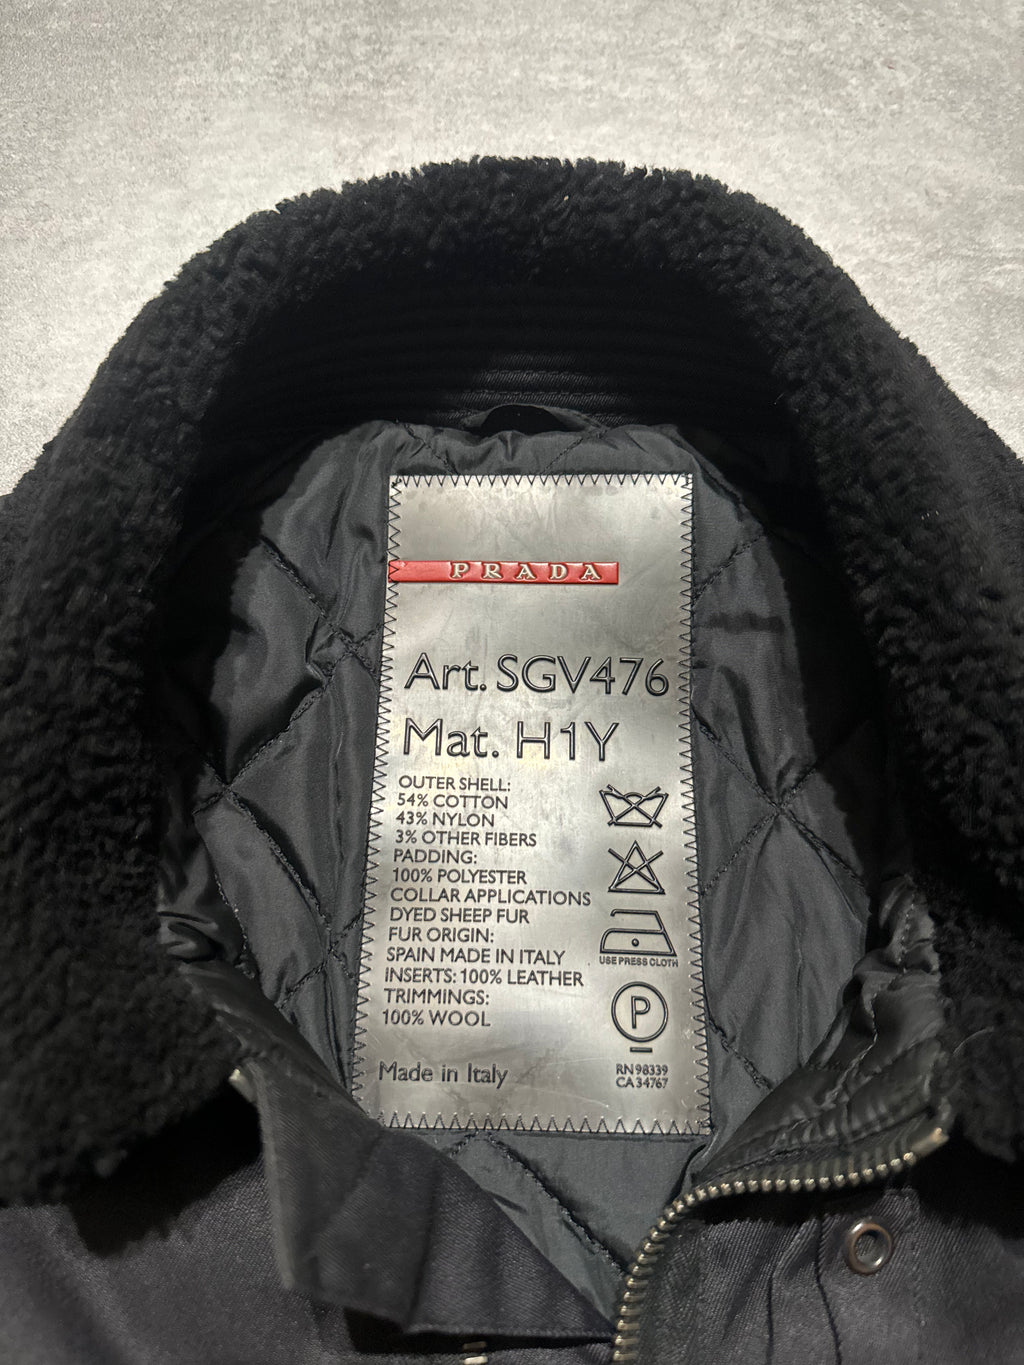 PRADA
Art. SGV476
Mat. H1Y
OUTER SHELL:
54% COTTON
43% NYLON
3% OTHER FIBERS
PADDING:
100% POLYESTER
COLLAR APPLICATIONS
DYED SHEEP FUR
FUR ORIGIN:
SPAIN MADE IN ITALY
INSERTS: 100% LEATHER
TRIMMINGS:
100% WOOL
USE PRESS CLOTH
P
Made in Italy
RN 98339
CA 34767